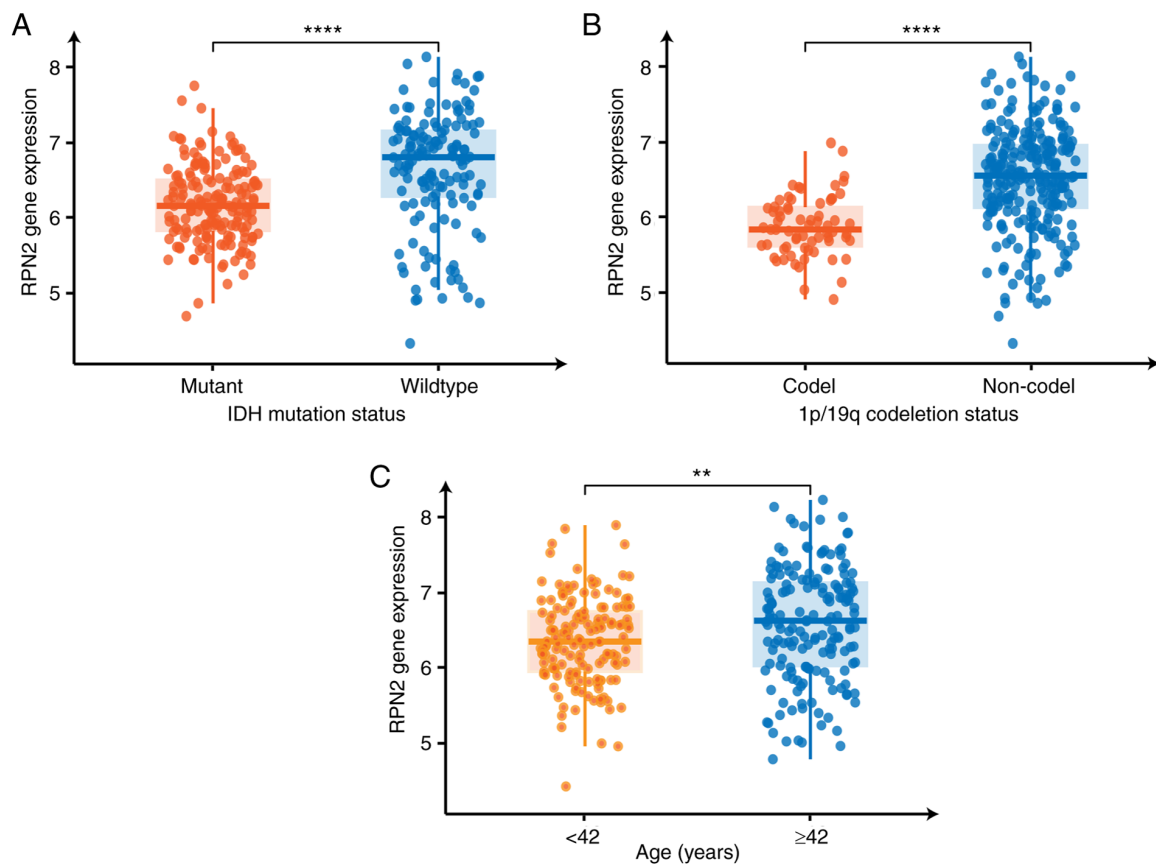 A
****
RPN2 gene expression
8
7
6
5
Mutant Wildtype
IDH mutation status
B
****
RPN2 gene expression
8
7
6
5
Codel Non-codel
1p/19q codeletion status
C
**
RPN2 gene expression
8
7
6
5
<42 ≥42
Age (years)